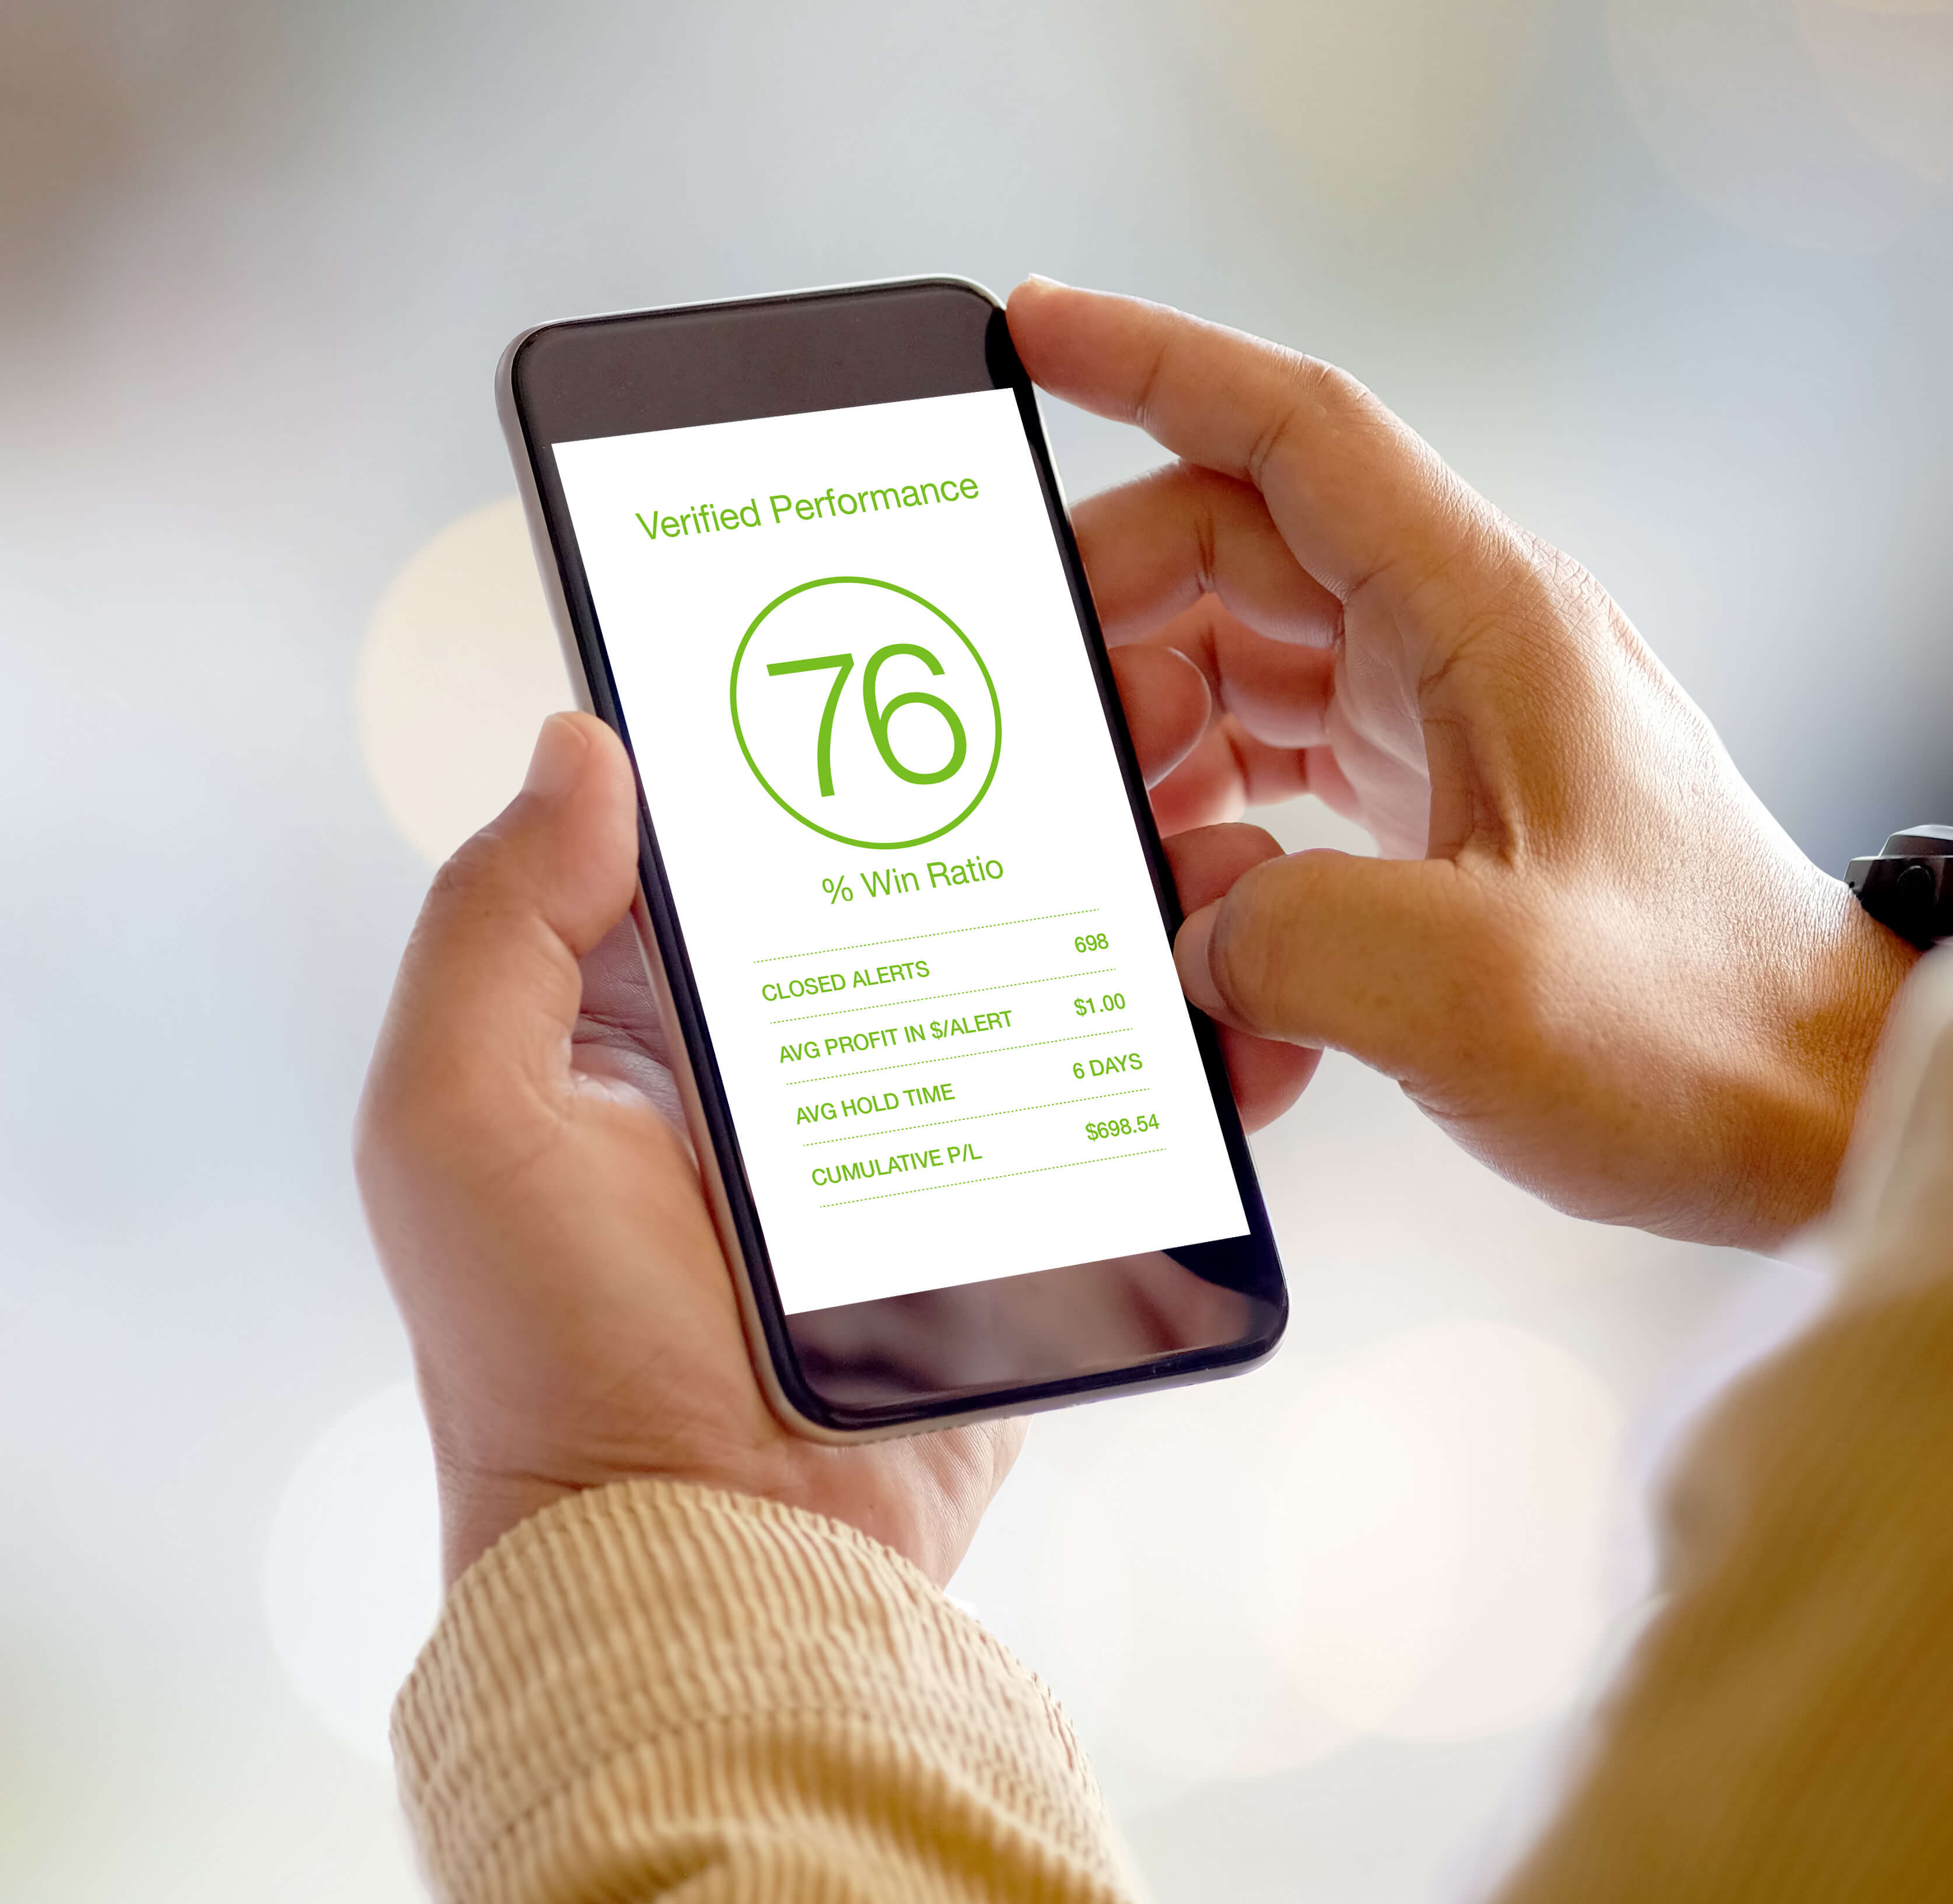 Verified Performance
76
% Win Ratio
CLOSED ALERTS 698
AVG PROFIT IN $/ALERT $1.00
AVG HOLD TIME 6 DAYS
CUMULATIVE P/L $698.54